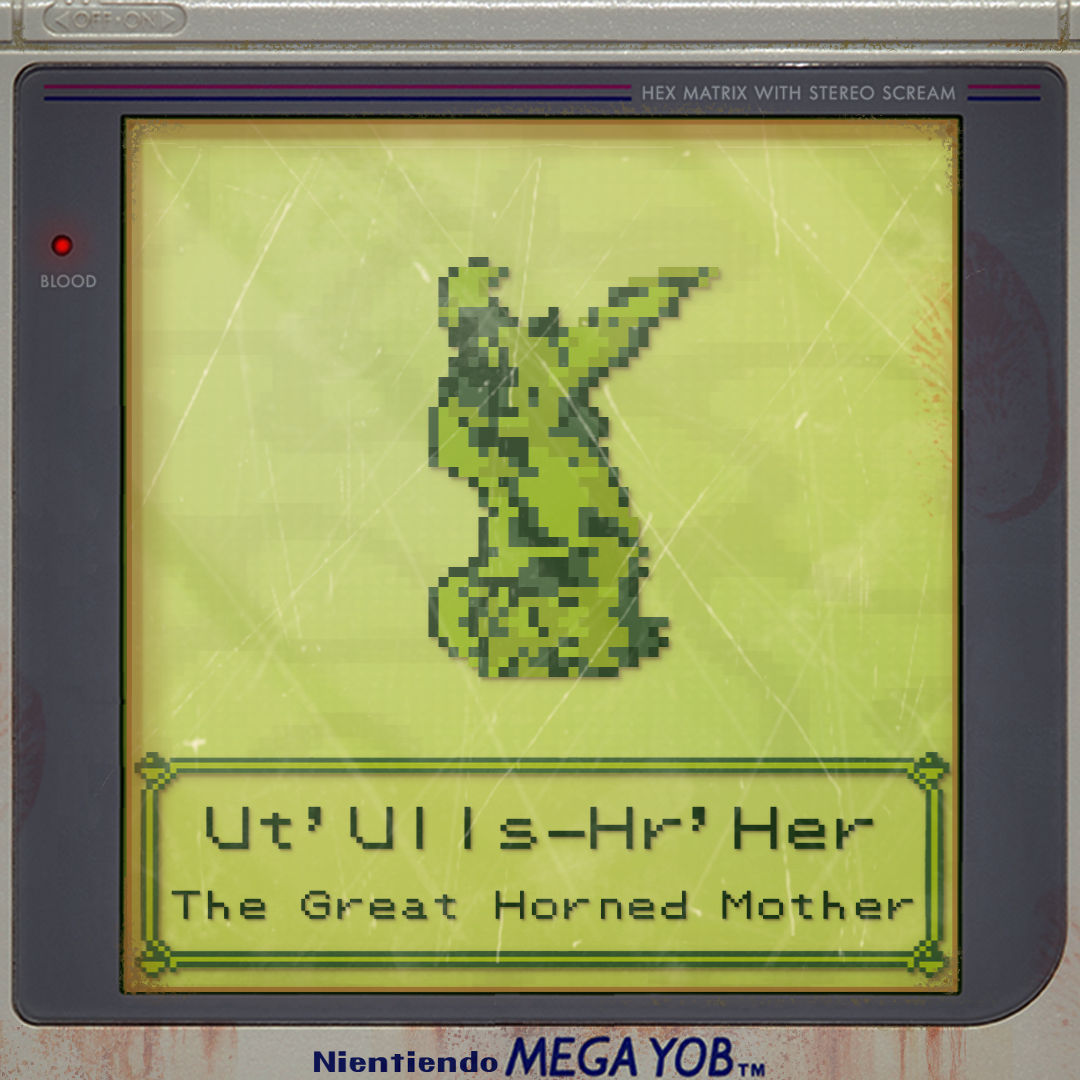 OFF·ON
HEX MATRIX WITH STEREO SCREAM
BLOOD
Ut'Ulls-Hr'Her
The Great Horned Mother
Nientiendo MEGA YOB™